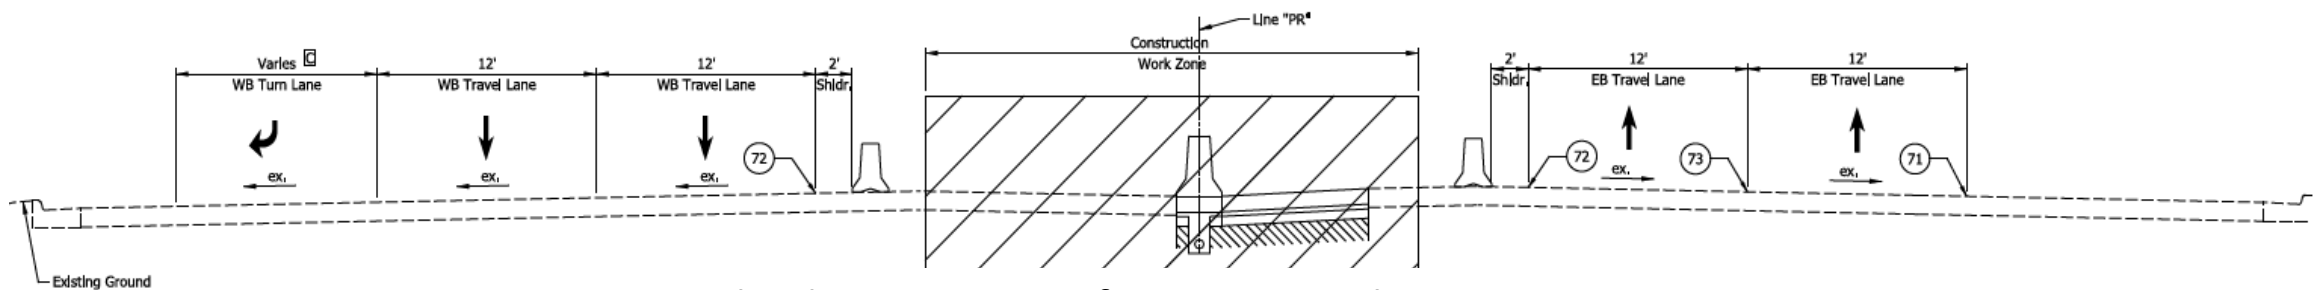 Line "PR"
Construction
Work Zone
Varies C
WB Turn Lane
12'
WB Travel Lane
12'
WB Travel Lane
2'
Shldr.
2'
Shldr.
12'
EB Travel Lane
12'
EB Travel Lane
72
72
73
71
ex.
ex.
ex.
ex.
ex.
Existing Ground